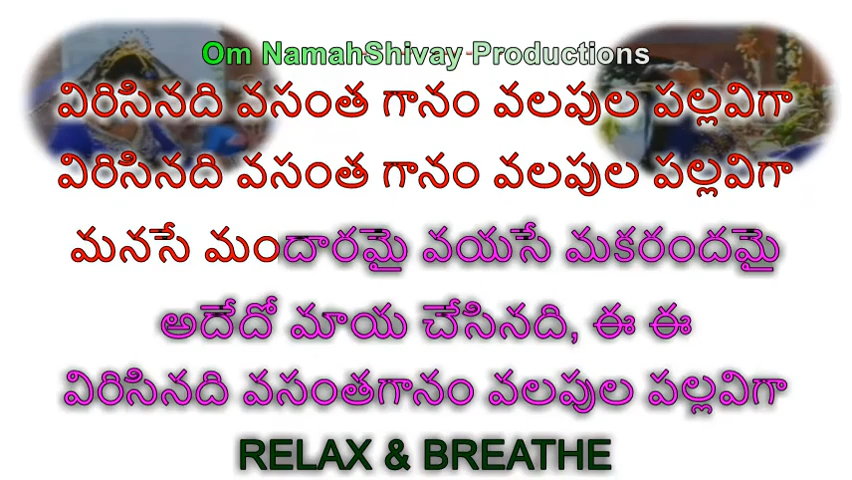 Om NamahShivay Productions
విరిసినది వసంత గానం వలపుల పల్లవిగా
విరిసినది వసంత గానం వలపుల పల్లవిగా
మనసే మందారమై వయసే మకరందమై
అదేదో మాయ చేసినది, ఈ ఈ
విరిసినది వసంతగానం వలపుల పల్లవిగా
RELAX & BREATHE